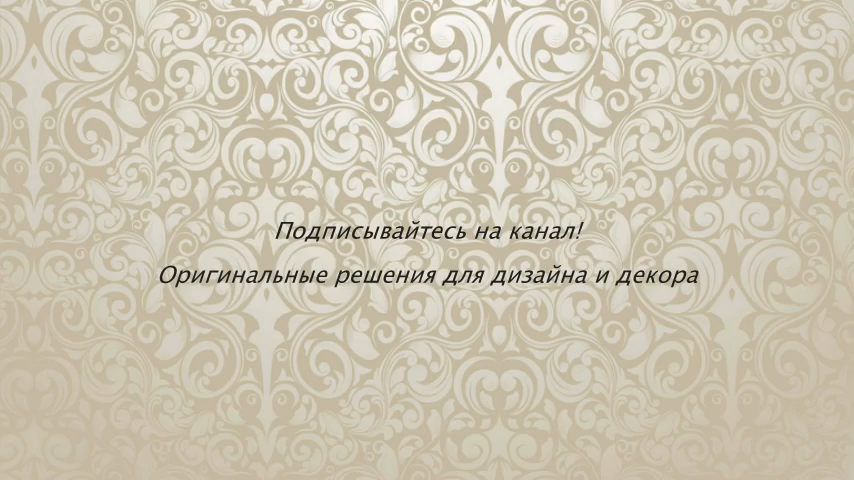 Подписывайтесь на канал!
Оригинальные решения для дизайна и декора